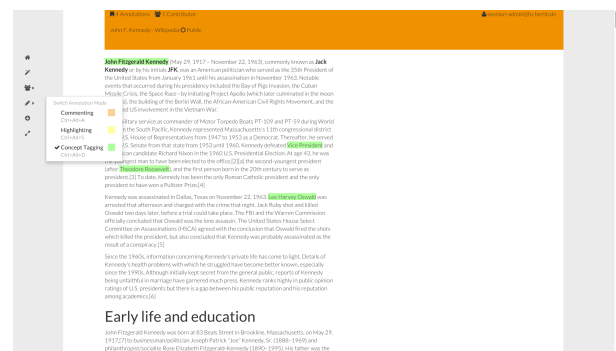 4 Annotations 1 Contributor
session-admin@fu-berlin.de
John F. Kennedy - Wikipedia Public
John Fitzgerald Kennedy (May 29, 1917 – November 22, 1963), commonly known as Jack
Kennedy or by his initials JFK, was an American politician who served as the 35th President of
the United States from January 1961 until his assassination in November 1963. Notable
events that occurred during his presidency included the Bay of Pigs Invasion, the Cuban
Missile Crisis, the Space Race—by initiating Project Apollo (which later culminated in the moon
the building of the Berlin Wall, the African-American Civil Rights Movement, and the
ed US involvement in the Vietnam War.
Switch Annotation Mode
Commenting
Ctrl+Alt+A
Highlighting
Ctrl+Alt+S
Concept Tagging
Ctrl+Alt+D
ilitary service as commander of Motor Torpedo Boats PT-109 and PT-59 during World
n the South Pacific, Kennedy represented Massachusetts's 11th congressional district
.S. House of Representatives from 1947 to 1953 as a Democrat. Thereafter, he served
.S. Senate from that state from 1953 until 1960. Kennedy defeated Vice President and
ican candidate Richard Nixon in the 1960 U.S. Presidential Election. At age 43, he was
the youngest man to have been elected to the office,[2][a] the second-youngest president
(after Theodore Roosevelt), and the first person born in the 20th century to serve as
president.[3] To date, Kennedy has been the only Roman Catholic president and the only
president to have won a Pulitzer Prize.[4]
Kennedy was assassinated in Dallas, Texas on November 22, 1963. Lee Harvey Oswald was
arrested that afternoon and charged with the crime that night. Jack Ruby shot and killed
Oswald two days later, before a trial could take place. The FBI and the Warren Commission
officially concluded that Oswald was the lone assassin. The United States House Select
Committee on Assassinations (HSCA) agreed with the conclusion that Oswald fired the shots
which killed the president, but also concluded that Kennedy was probably assassinated as the
result of a conspiracy.[5]
Since the 1960s, information concerning Kennedy's private life has come to light. Details of
Kennedy's health problems with which he struggled have become better known, especially
since the 1990s. Although initially kept secret from the general public, reports of Kennedy
being unfaithful in marriage have garnered much press. Kennedy ranks highly in public opinion
ratings of U.S. presidents but there is a gap between his public reputation and his reputation
among academics.[6]
Early life and education
John Fitzgerald Kennedy was born at 83 Beals Street in Brookline, Massachusetts, on May 29,
1917,[7] to businessman/politician Joseph Patrick "Joe" Kennedy, Sr. (1888–1969) and
philanthropist/socialite Rose Elizabeth Fitzgerald-Kennedy (1890–1995). His father was the